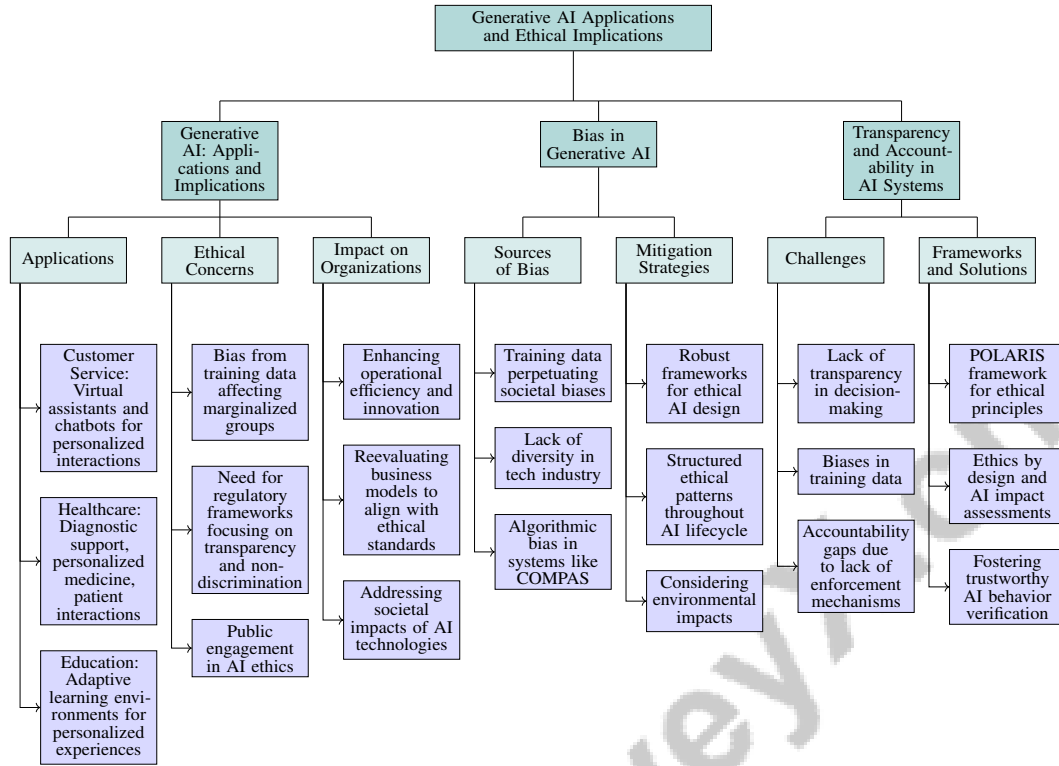 Generative AI Applications
and Ethical Implications
Generative
AI: Appli-
cations and
Implications
Bias in
Generative AI
Transparency
and Account-
ability in
AI Systems
Applications
Ethical
Concerns
Impact on
Organizations
Sources
of Bias
Mitigation
Strategies
Challenges
Frameworks
and Solutions
Customer
Service:
Virtual
assistants and
chatbots for
personalized
interactions
Healthcare:
Diagnostic
support,
personalized
medicine,
patient
interactions
Education:
Adaptive
learning envi-
ronments for
personalized
experiences
Bias from
training data
affecting
marginalized
groups
Need for
regulatory
frameworks
focusing on
transparency
and non-
discrimination
Public
engagement
in AI ethics
Enhancing
operational
efficiency and
innovation
Reevaluating
business
models to
align with
ethical
standards
Addressing
societal
impacts of AI
technologies
Training data
perpetuating
societal biases
Lack of
diversity in
tech industry
Algorithmic
bias in
systems like
COMPAS
Robust
frameworks
for ethical
AI design
Structured
ethical
patterns
throughout
AI lifecycle
Considering
environmental
impacts
Lack of
transparency
in decision-
making
Biases in
training data
Accountability
gaps due
to lack of
enforcement
mechanisms
POLARIS
framework
for ethical
principles
Ethics by
design and
AI impact
assessments
Fostering
trustworthy
AI behavior
verification